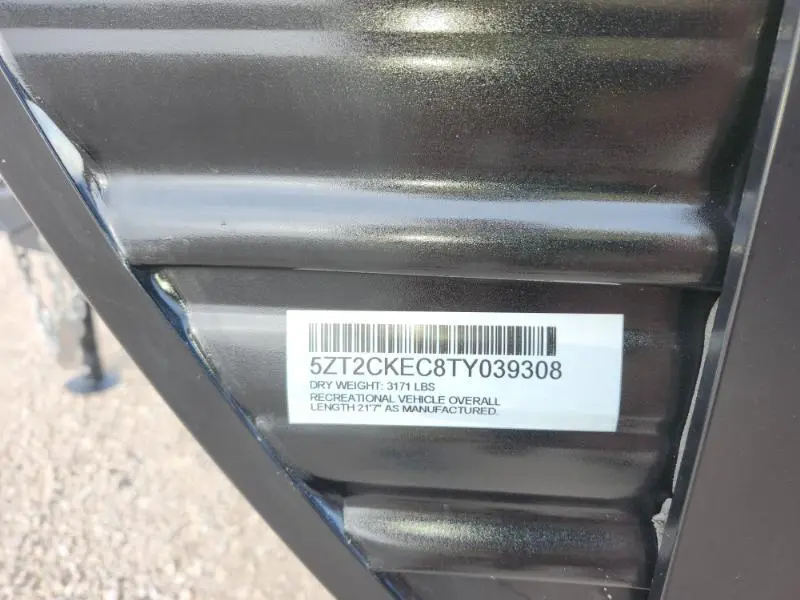 5ZT2CKEC8TY039308
DRY WEIGHT: 3171 LBS
RECREATIONAL VEHICLE OVERALL
LENGTH 21'7" AS MANUFACTURED.